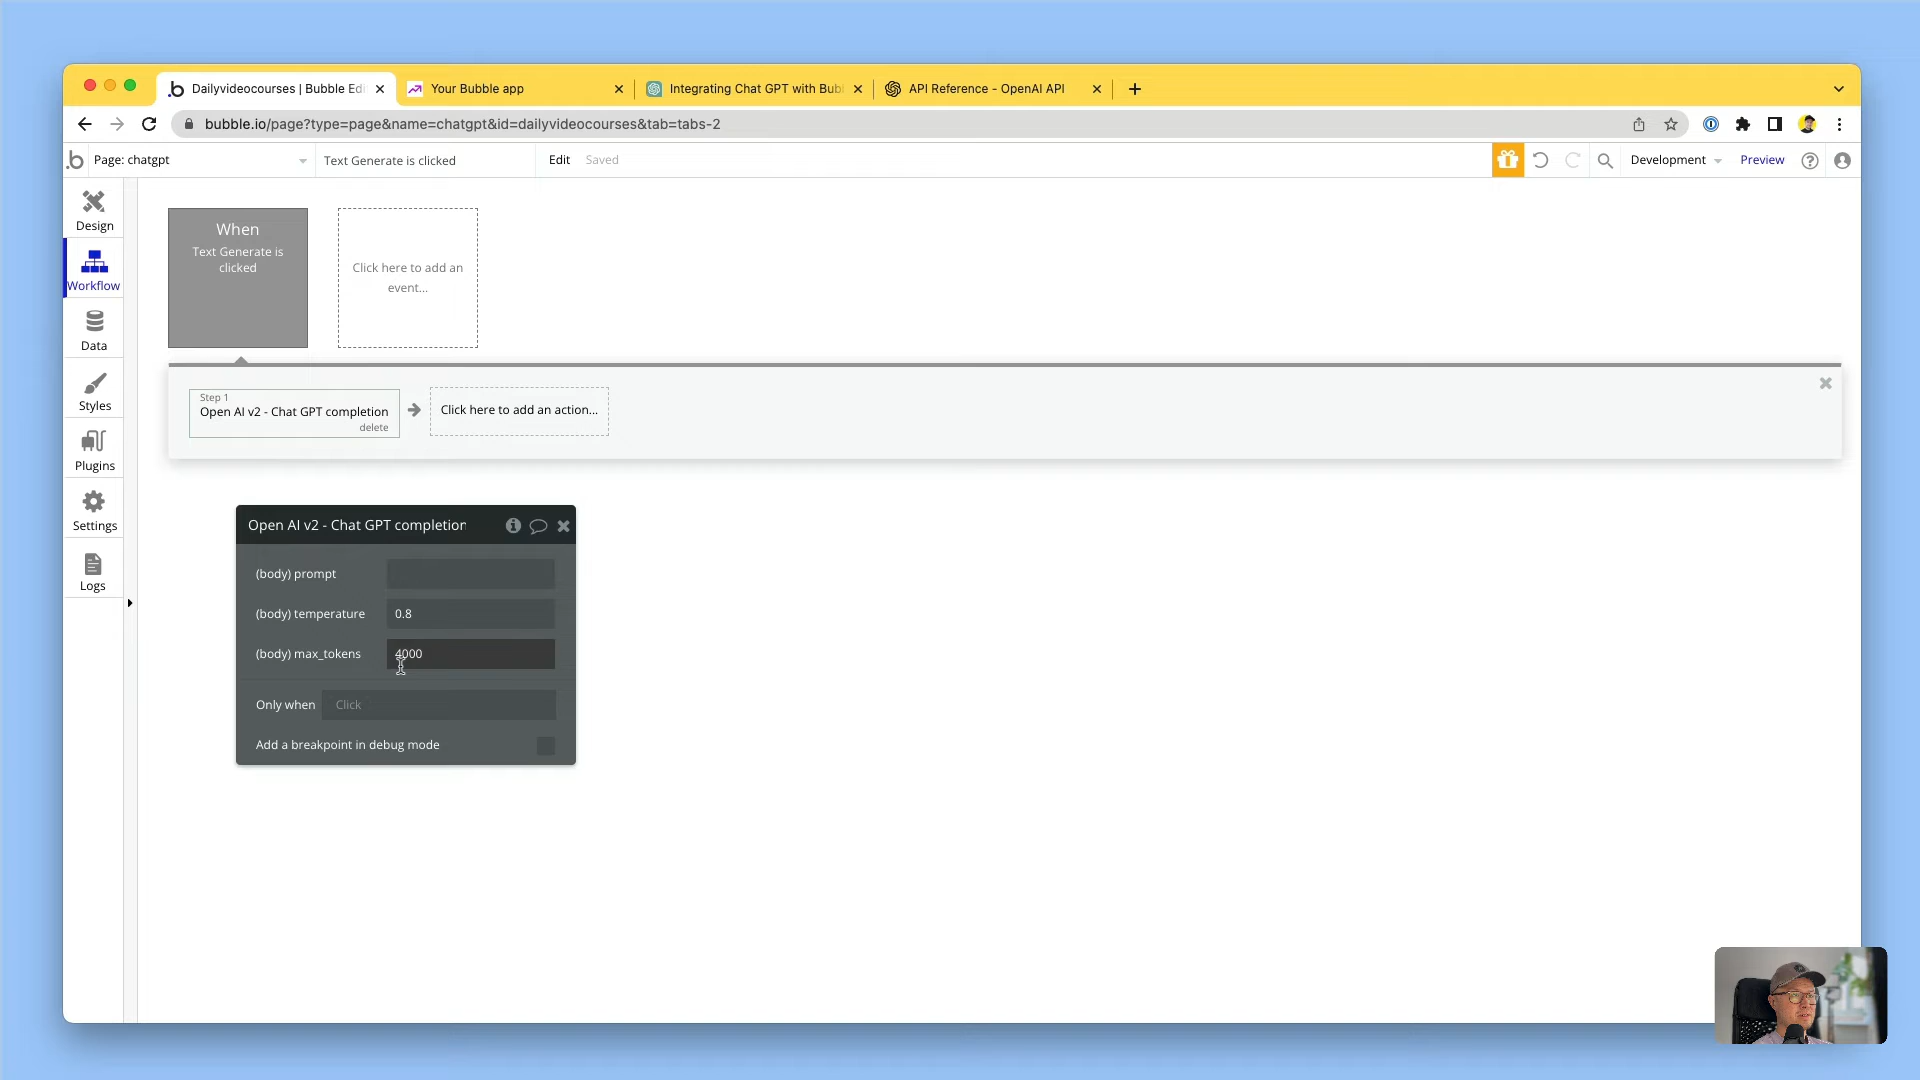 Dailyvideocourses | Bubble Edi
Your Bubble app
Integrating Chat GPT with Bubl
API Reference - OpenAI API
bubble.io/page?type=page&name=chatgpt&id=dailyvideocourses&tab=tabs-2
Page: chatgpt
Text Generate is clicked
Edit
Saved
Development
Preview
Design
Workflow
Data
Styles
Plugins
Settings
Logs
When
Text Generate is
clicked
Click here to add an
event...
Step 1
Open AI v2 - Chat GPT completion
delete
Click here to add an action...
Open AI v2 - Chat GPT completion
(body) prompt
(body) temperature
0.8
(body) max_tokens
4000
Only when
Click
Add a breakpoint in debug mode